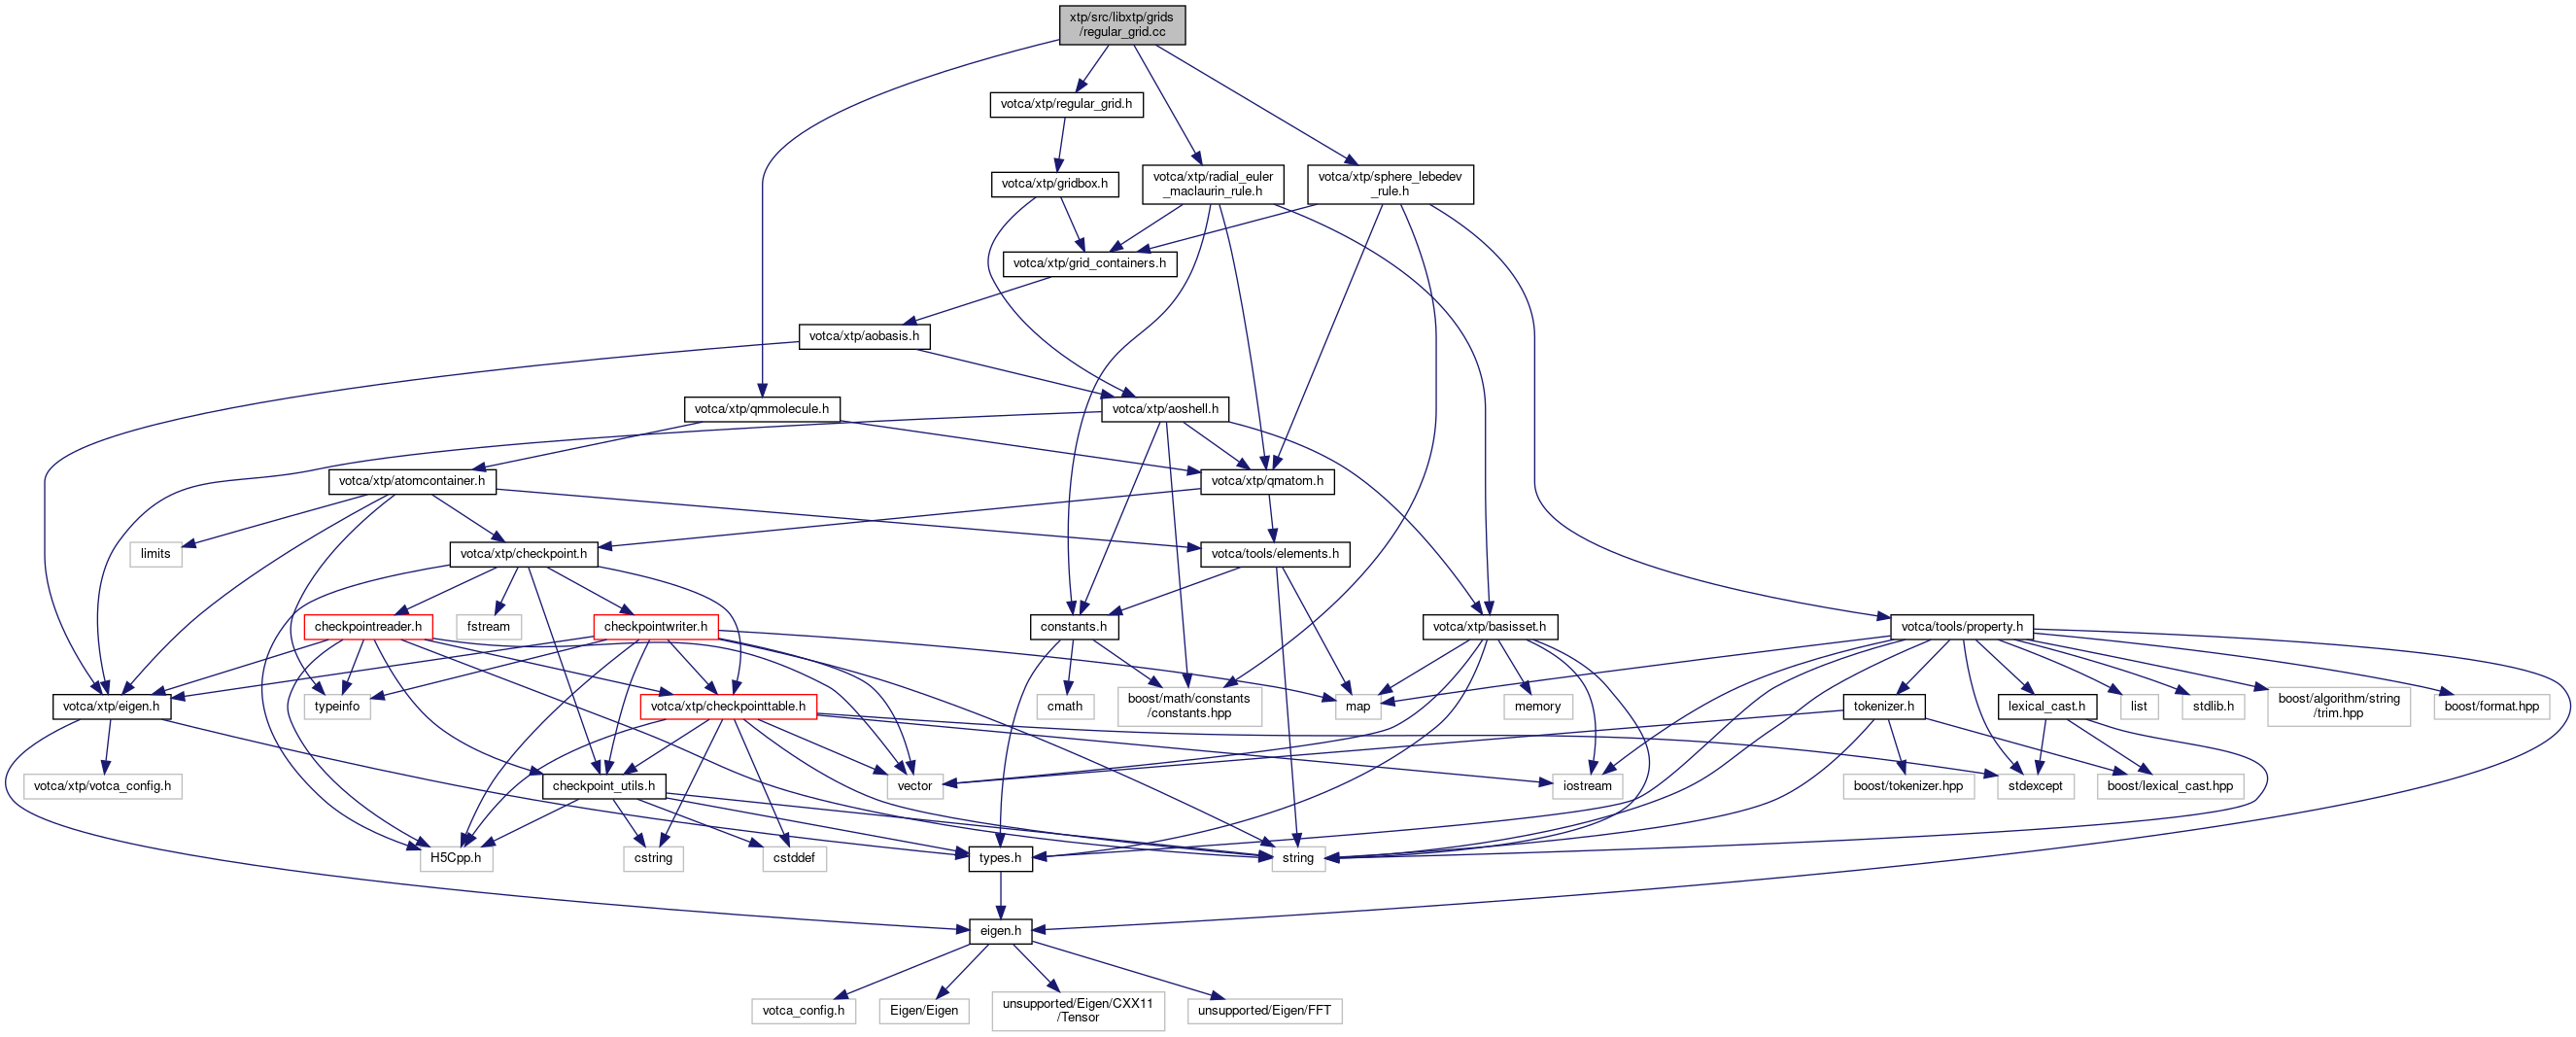 xtp/src/libxtp/grids
/regular_grid.cc
votca/xtp/regular_grid.h
votca/xtp/gridbox.h
votca/xtp/radial_euler
_maclaurin_rule.h
votca/xtp/sphere_lebedev
_rule.h
votca/xtp/grid_containers.h
votca/xtp/aobasis.h
votca/xtp/qmmolecule.h
votca/xtp/aoshell.h
votca/xtp/atomcontainer.h
votca/xtp/qmatom.h
limits
votca/xtp/checkpoint.h
votca/tools/elements.h
checkpointreader.h
fstream
checkpointwriter.h
constants.h
votca/xtp/basisset.h
votca/tools/property.h
votca/xtp/eigen.h
typeinfo
votca/xtp/checkpointtable.h
cmath
boost/math/constants
/constants.hpp
map
memory
tokenizer.h
lexical_cast.h
list
stdlib.h
boost/algorithm/string
/trim.hpp
boost/format.hpp
votca/xtp/votca_config.h
checkpoint_utils.h
vector
iostream
boost/tokenizer.hpp
stdexcept
boost/lexical_cast.hpp
H5Cpp.h
cstring
cstddef
types.h
string
eigen.h
votca_config.h
Eigen/Eigen
unsupported/Eigen/CXX11
/Tensor
unsupported/Eigen/FFT